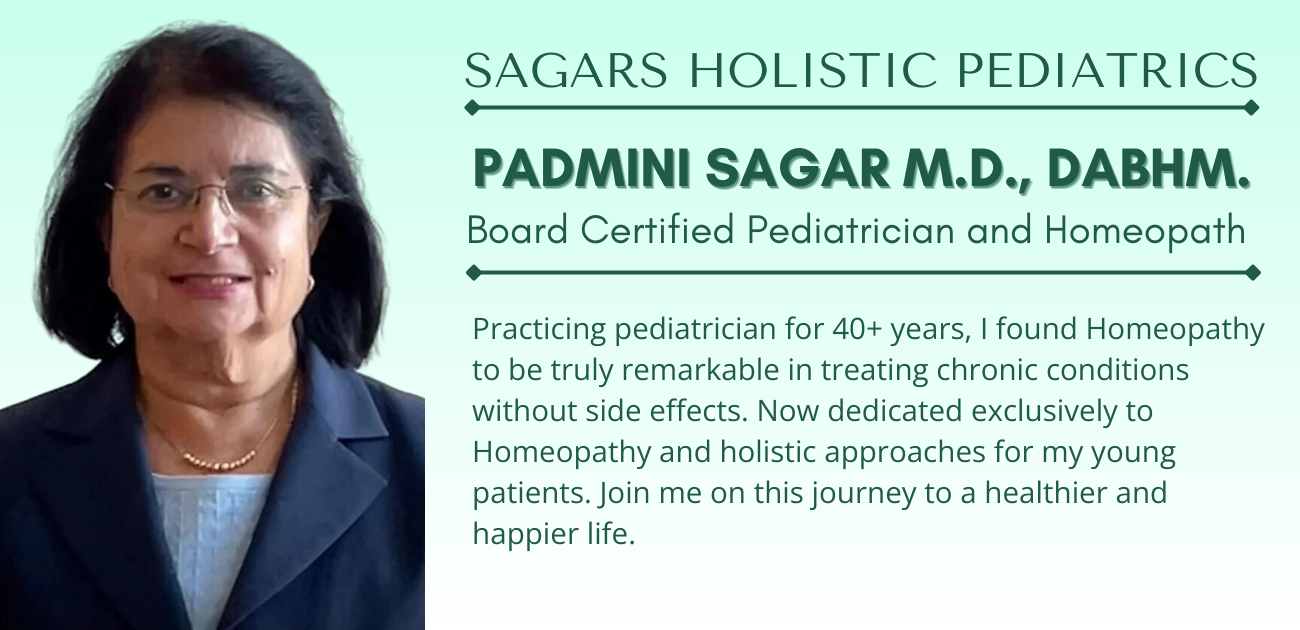 SAGARS HOLISTIC PEDIATRICS
PADMINI SAGAR M.D., DABHM.
Board Certified Pediatrician and Homeopath
Practicing pediatrician for 40+ years, I found Homeopathy
to be truly remarkable in treating chronic conditions
without side effects. Now dedicated exclusively to
Homeopathy and holistic approaches for my young
patients. Join me on this journey to a healthier and
happier life.